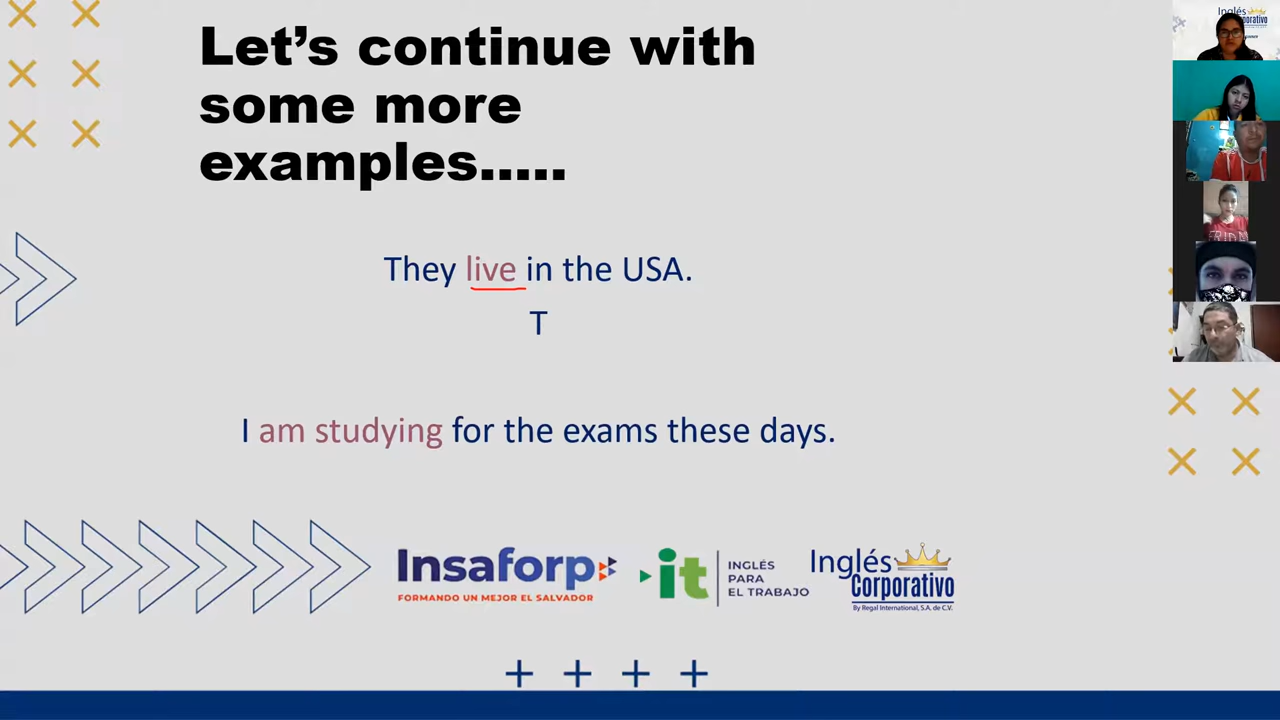 Let's continue with
some more
examples.....
They live in the USA.
T
I am studying for the exams these days.
Insaforp
FORMANDO UN MEJOR EL SALVADOR
it
INGLÉS
PARA
EL TRABAJO
Inglés
Corporativo
By Regal International, S.A. de C.V.
Inglés